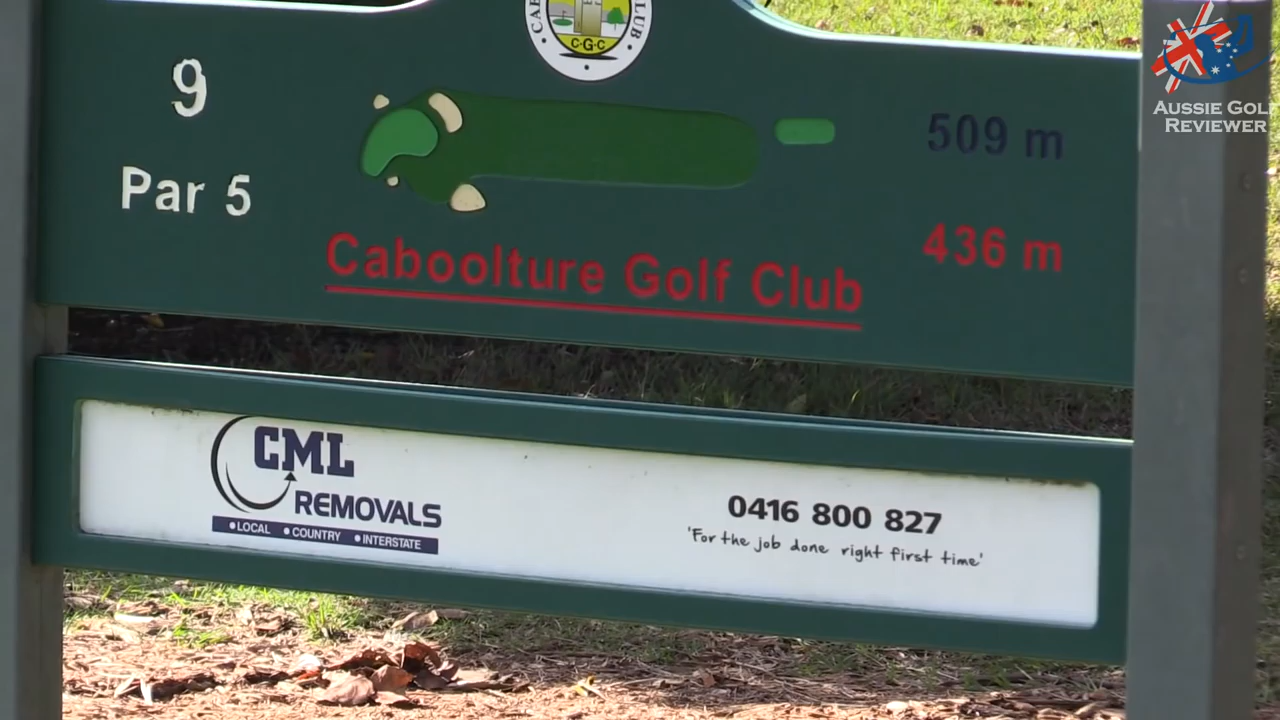 CGC
9
509 m
Par 5
436 m
Caboolture Golf Club
CML
REMOVALS
•LOCAL •COUNTRY •INTERSTATE
0416 800 827
'For the job done right first time'
AUSSIE GOLF
REVIEWER